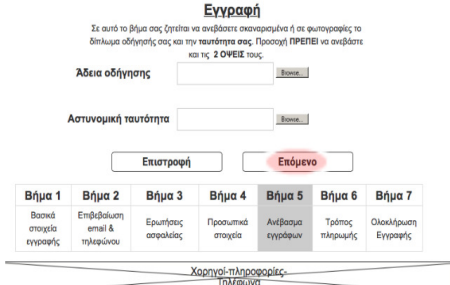 Εγγραφή
Σε αυτό το βήμα σας ζητείται να ανεβάσετε σκαναρισμένα ή σε φωτογραφίες το
δίπλωμα οδήγησής σας και την ταυτότητα σας. Προσοχή ΠΡΕΠΕΙ να ανεβάστε
και τις 2 ΟΨΕΙΣ τους.
Άδεια οδήγησης Browse...
Αστυνομική ταυτότητα Browse...
Επιστροφή Επόμενο
Βήμα 1 Βήμα 2 Βήμα 3 Βήμα 4 Βήμα 5 Βήμα 6 Βήμα 7
Βασικά στοιχεία εγγραφής
Επιβεβαίωση email & τηλεφώνου
Ερωτήσεις ασφαλείας
Προσωπικά στοιχεία
Ανέβασμα εγγράφων
Τρόπος πληρωμής
Ολοκλήρωση Εγγραφής
Χορηγοί-πληροφορίες-
Τηλέφωνα